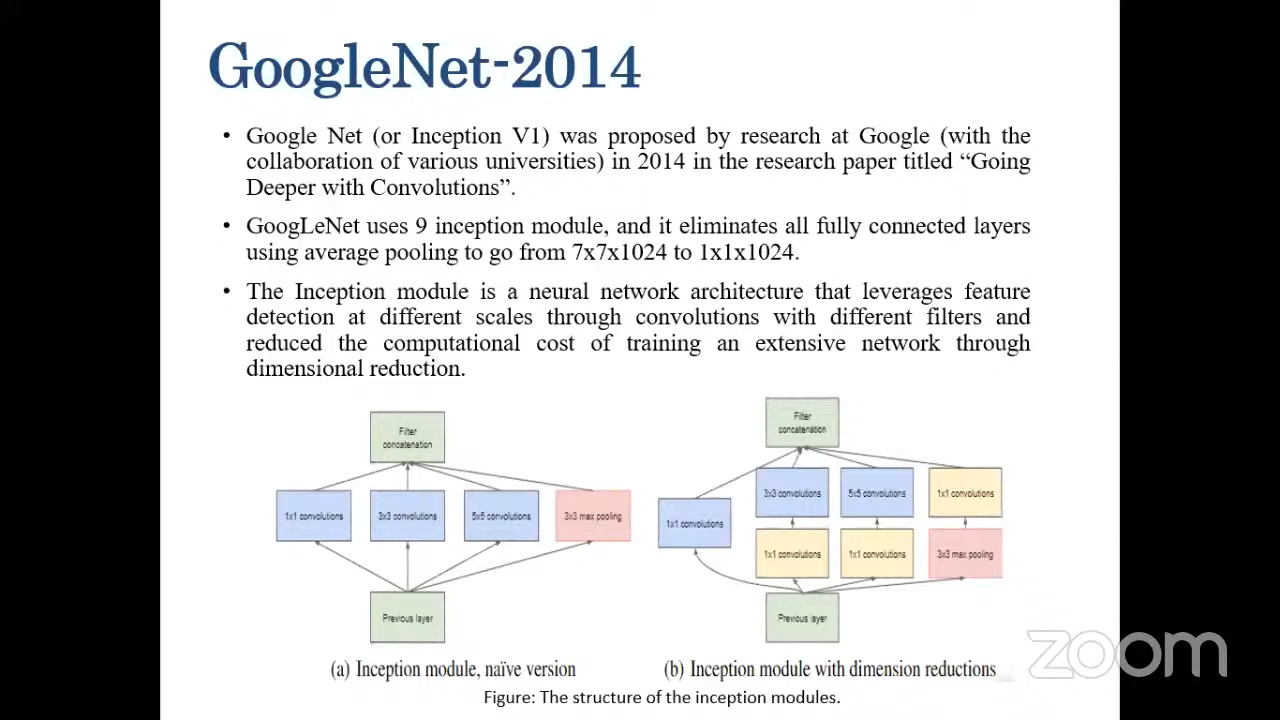 GoogleNet-2014
• Google Net (or Inception V1) was proposed by research at Google (with the
collaboration of various universities) in 2014 in the research paper titled “Going
Deeper with Convolutions”.
• GoogLeNet uses 9 inception module, and it eliminates all fully connected layers
using average pooling to go from 7x7x1024 to 1x1x1024.
• The Inception module is a neural network architecture that leverages feature
detection at different scales through convolutions with different filters and
reduced the computational cost of training an extensive network through
dimensional reduction.
Filter
concatenation
1x1 convolutions
3x3 convolutions
5x5 convolutions
3x3 max pooling
Previous layer
(a) Inception module, naïve version
Filter
concatenation
3x3 convolutions
5x5 convolutions
1x1 convolutions
1x1 convolutions
1x1 convolutions
1x1 convolutions
3x3 max pooling
Previous layer
(b) Inception module with dimension reductions
Figure: The structure of the inception modules.
zoom